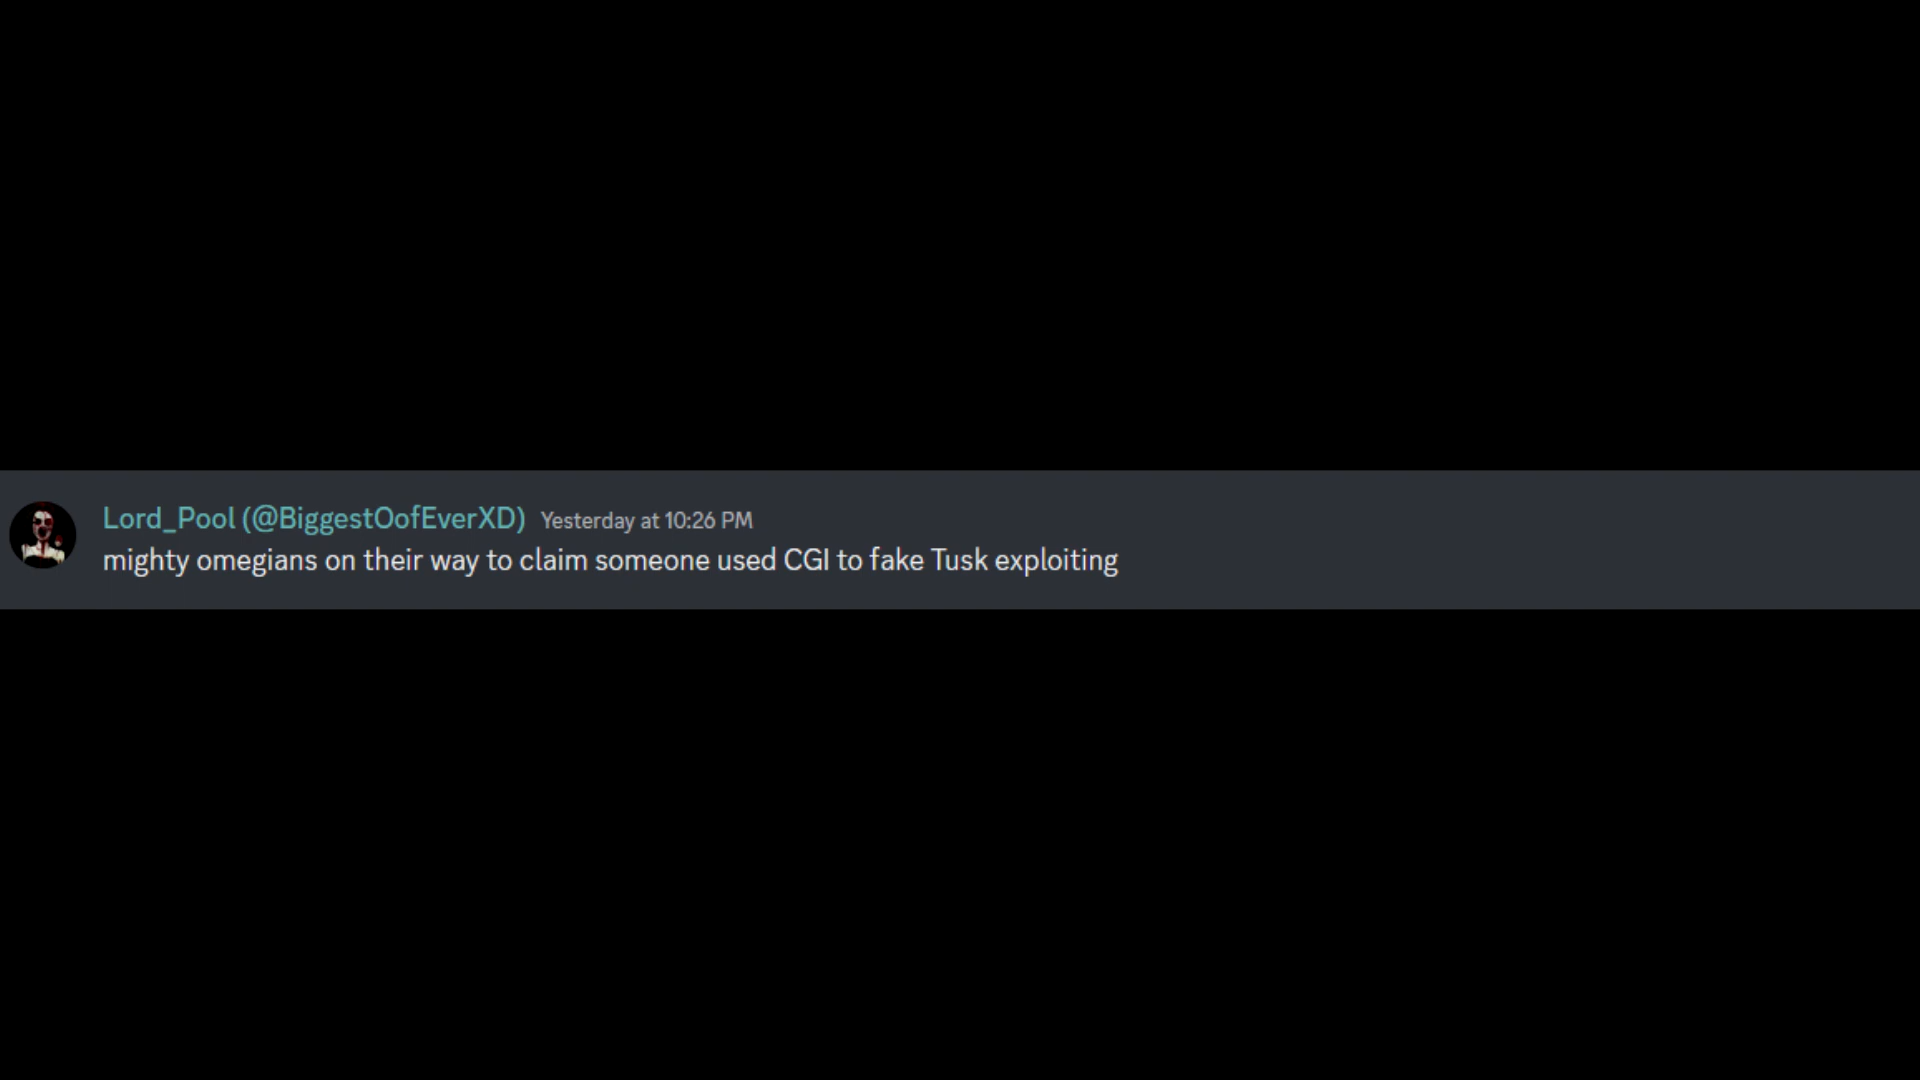 Lord_Pool (@BiggestOofEverXD) Yesterday at 10:26 PM
mighty omegians on their way to claim someone used CGI to fake Tusk exploiting